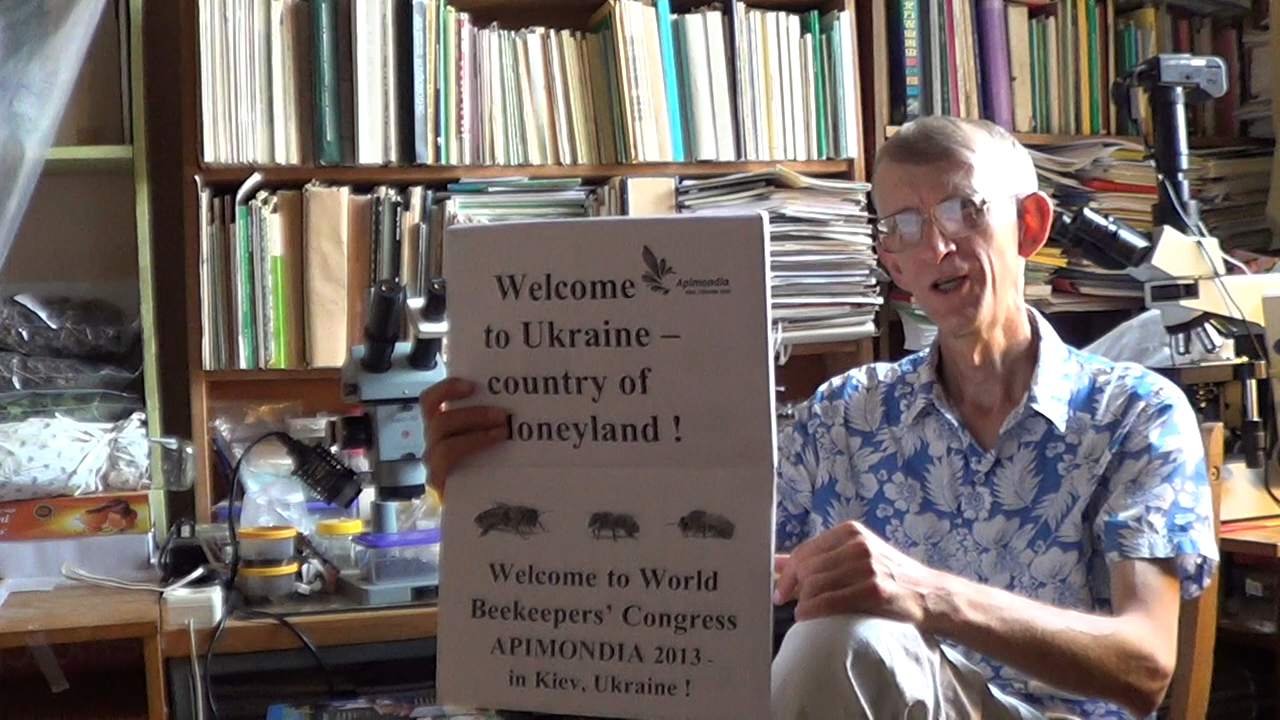 Welcome
Apimondia
to Ukraine –
country of
Honeyland !
Welcome to World
Beekeepers' Congress
APIMONDIA 2013 -
in Kiev, Ukraine !